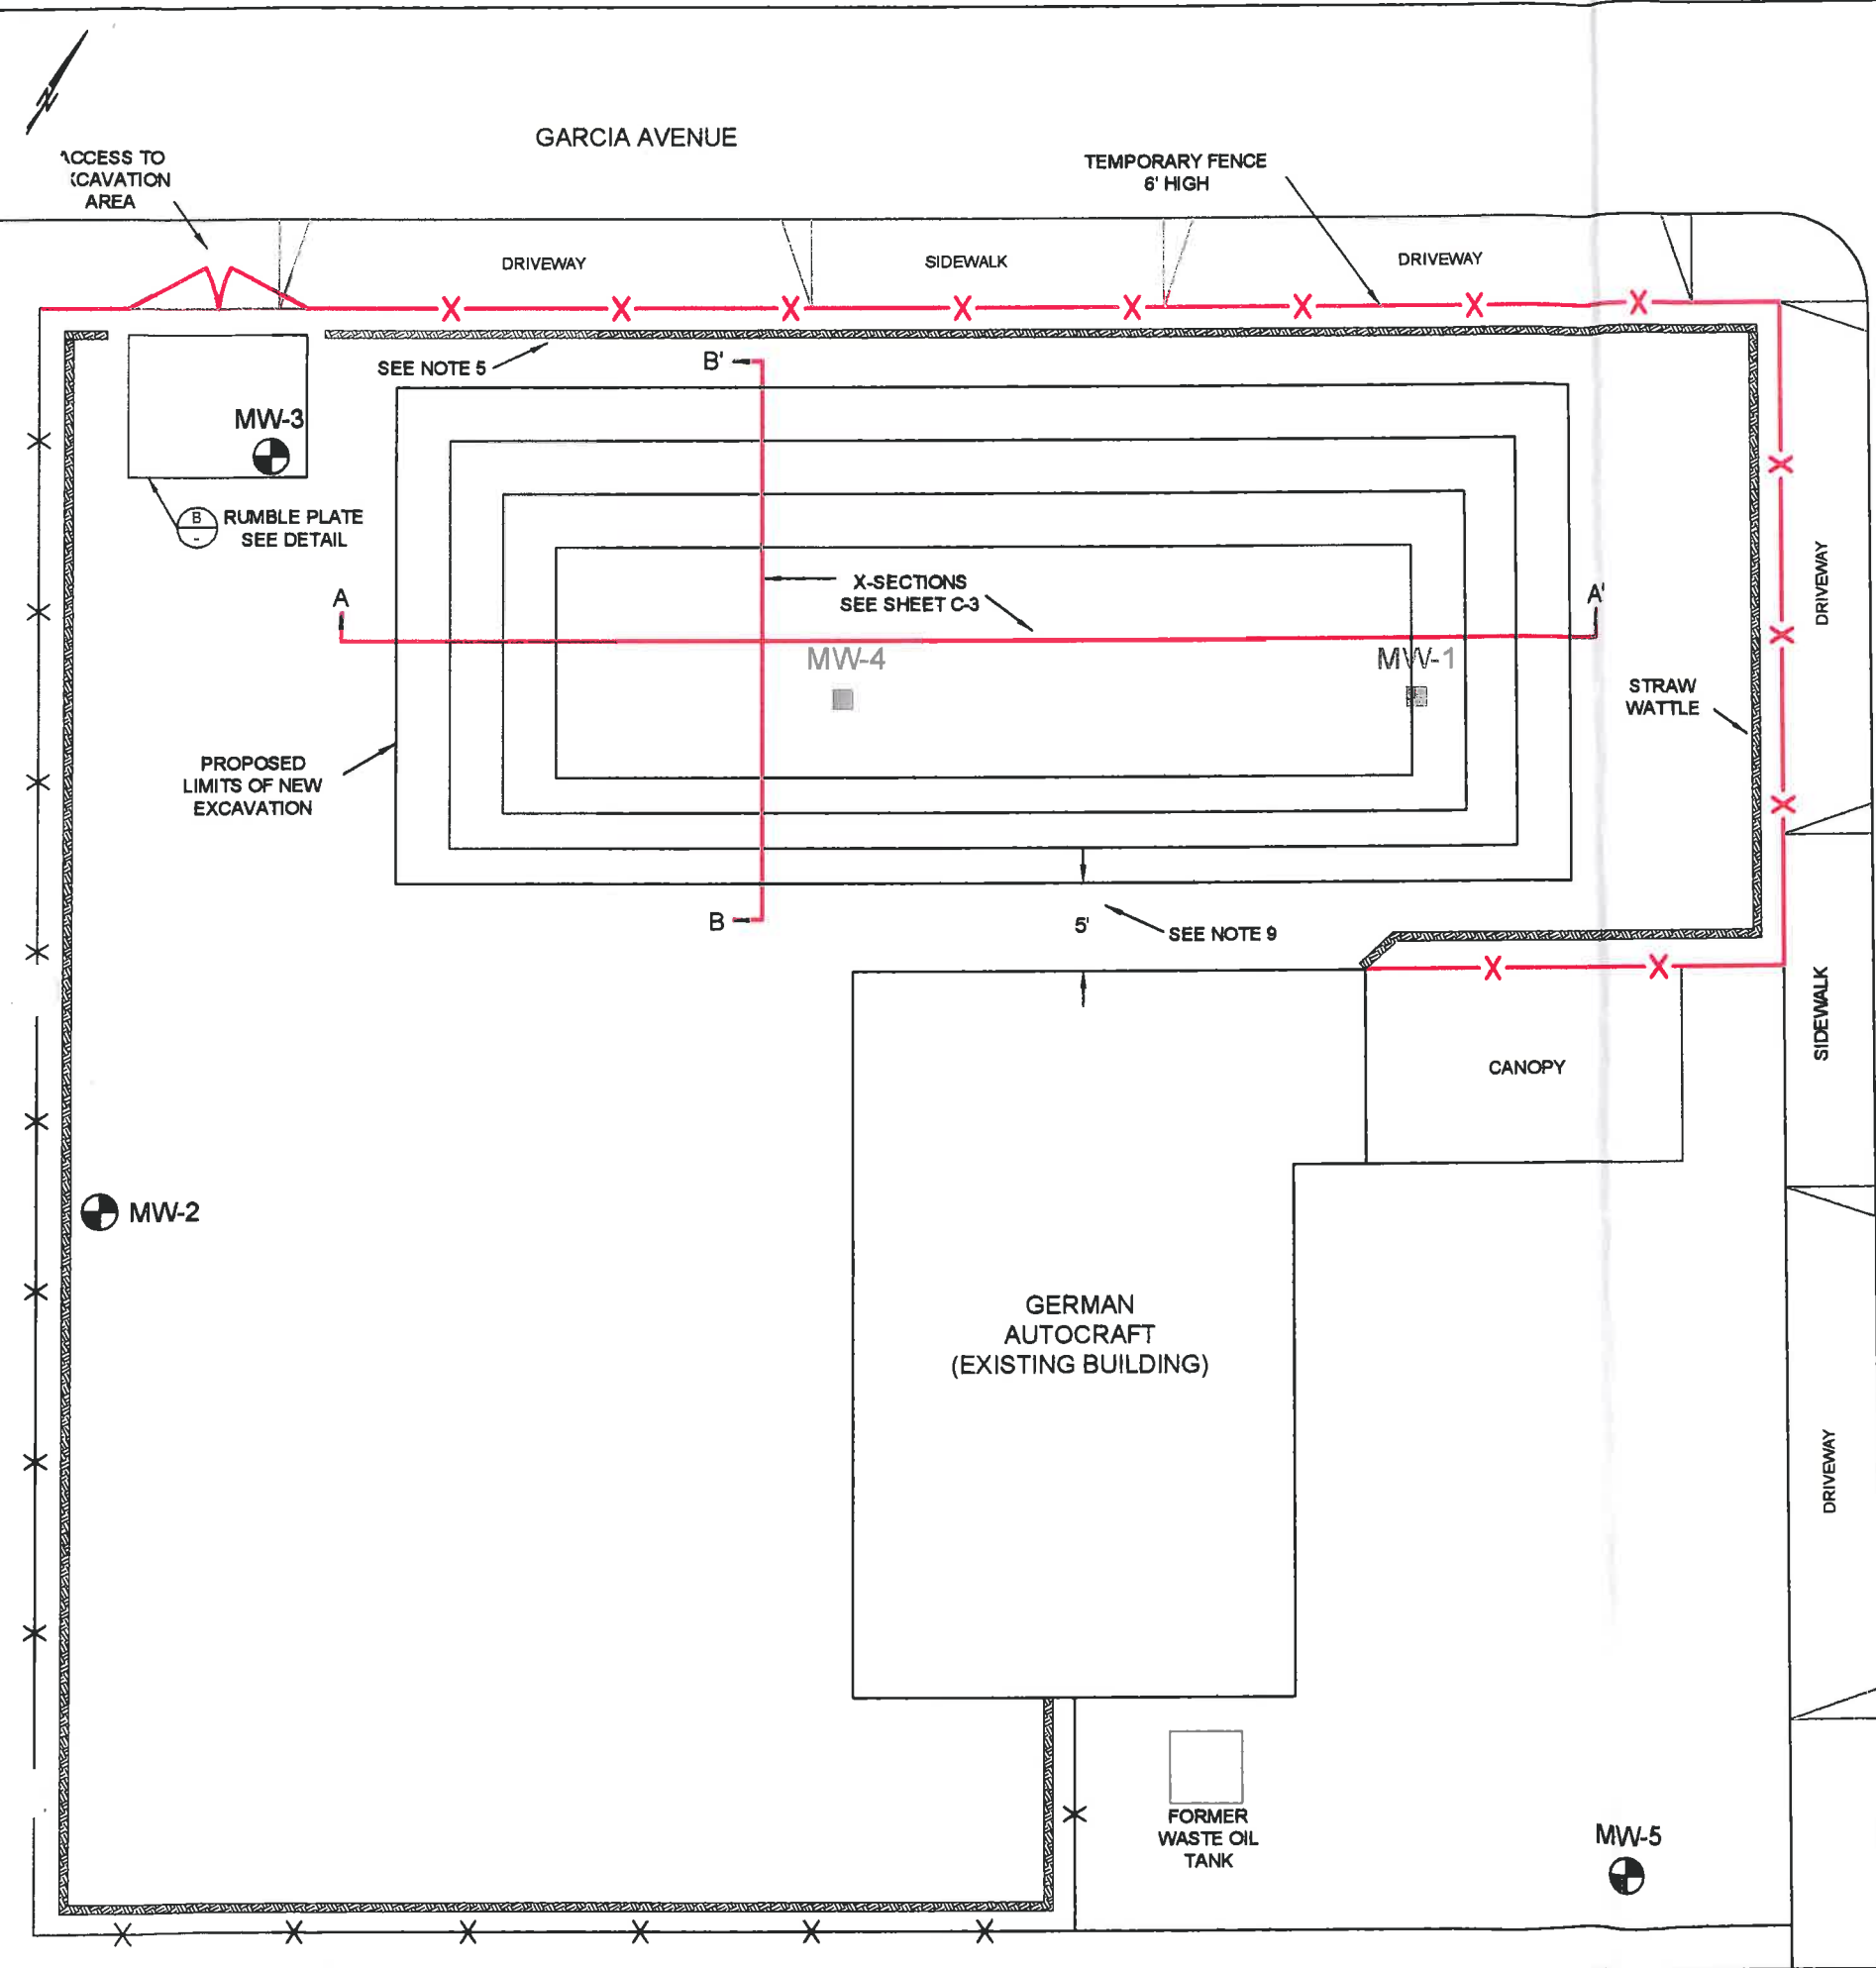 N
GARCIA AVENUE
ACCESS TO
XCAVATION
AREA
TEMPORARY FENCE
6' HIGH
DRIVEWAY
SIDEWALK
DRIVEWAY
SEE NOTE 5
B'
MW-3
B
-
RUMBLE PLATE
SEE DETAIL
X-SECTIONS
SEE SHEET C-3
A
A'
DRIVEWAY
MW-4
MW-1
STRAW
WATTLE
PROPOSED
LIMITS OF NEW
EXCAVATION
B
5'
SEE NOTE 9
SIDEWALK
CANOPY
MW-2
GERMAN
AUTOCRAFT
(EXISTING BUILDING)
DRIVEWAY
FORMER
WASTE OIL
TANK
MW-5